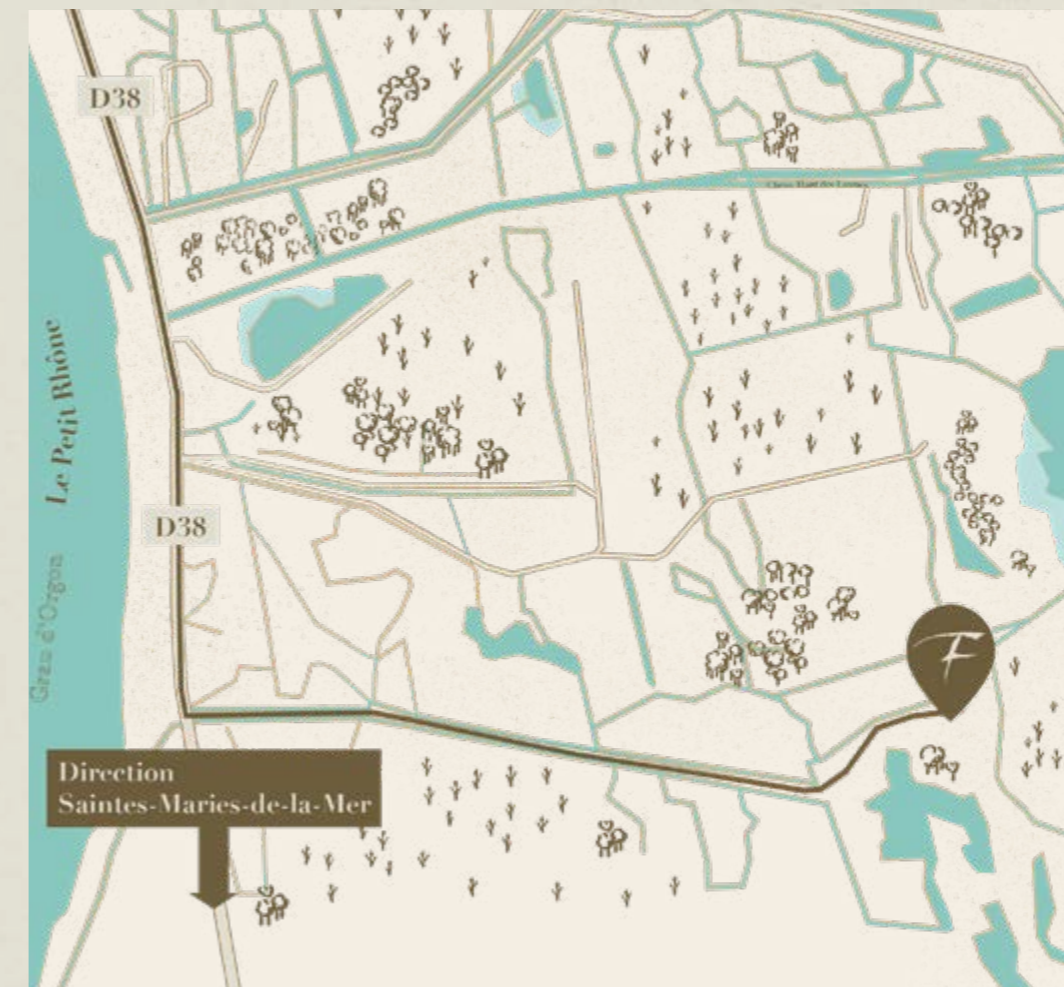 D38
Le Petit Rhône
D38
Grau d'Orgon
F
Direction
Saintes-Maries-de-la-Mer